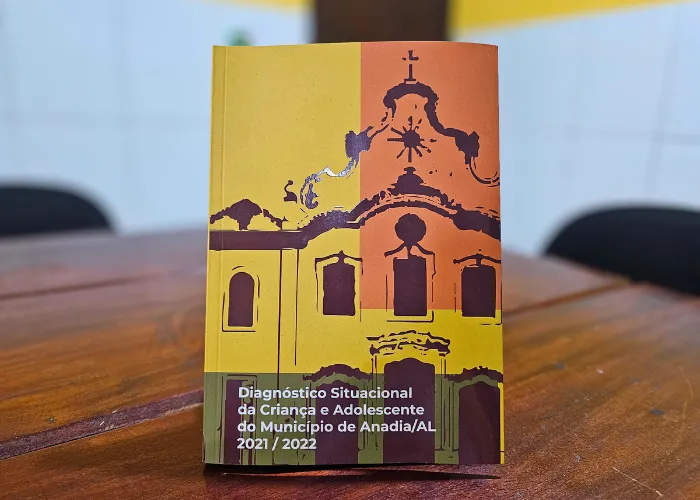 Diagnóstico Situacional
da Criança e Adolescente
do Município de Anadia/AL
2021 / 2022